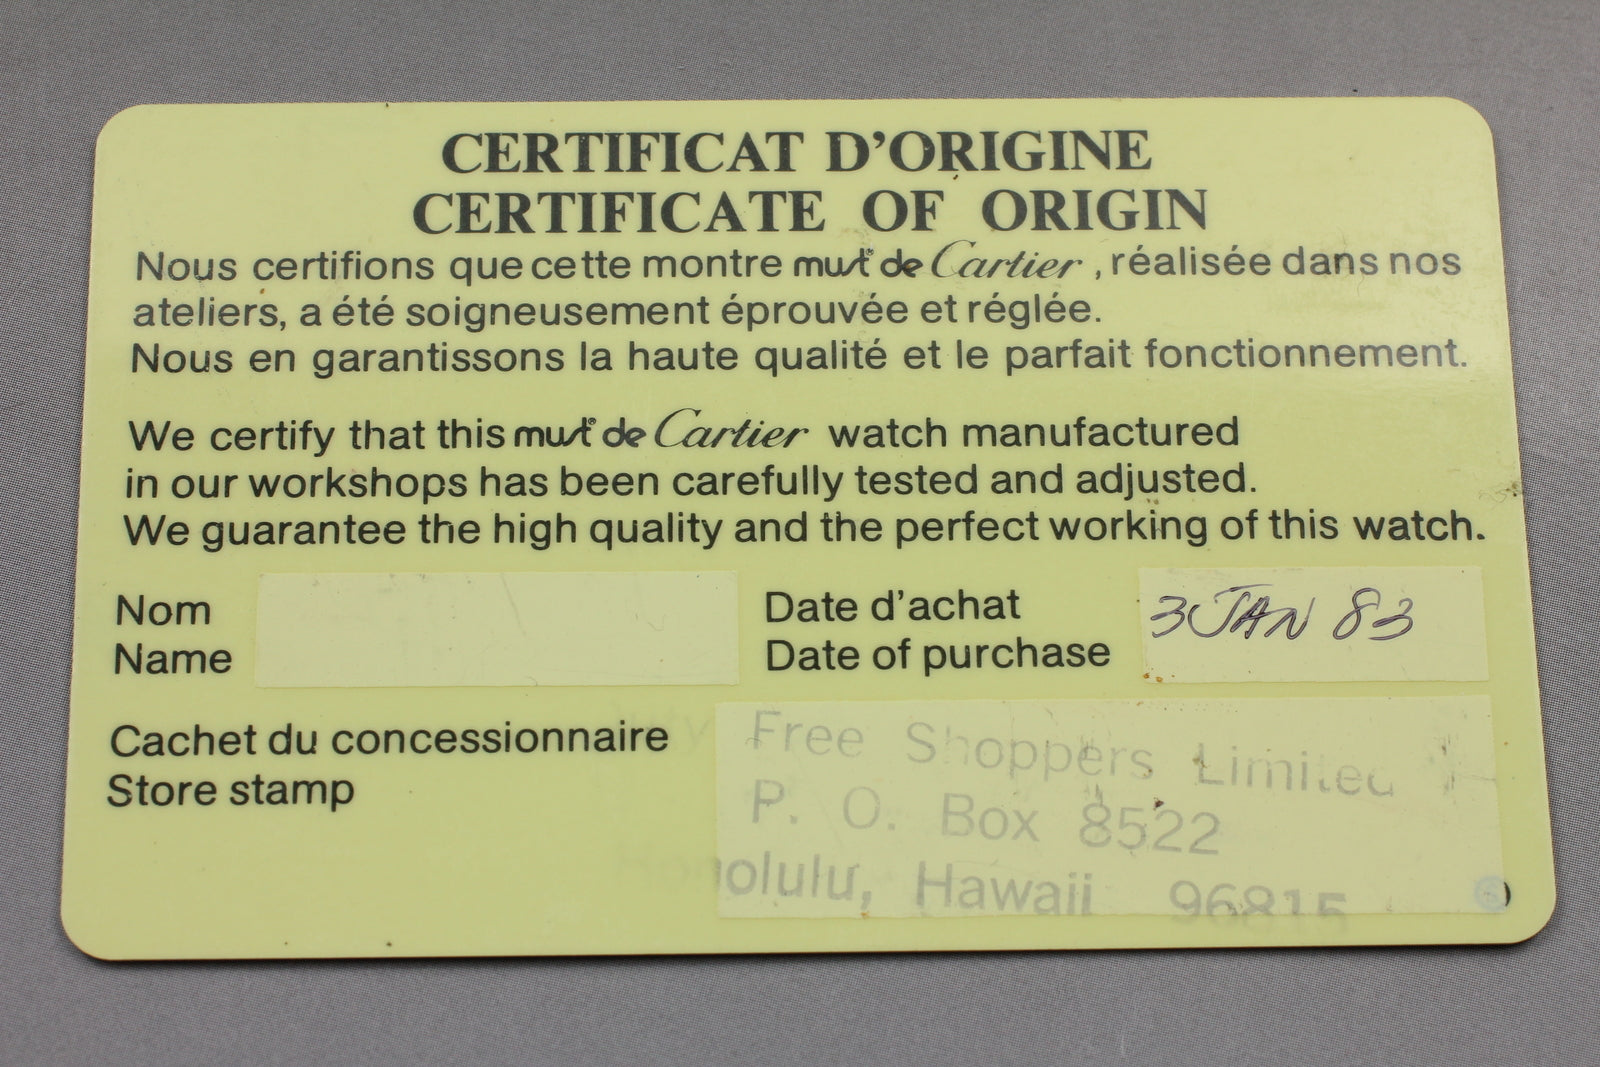 CERTIFICAT D'ORIGINE
CERTIFICATE OF ORIGIN
Nous certifions que cette montre must de Cartier, réalisée dans nos
ateliers, a été soigneusement éprouvée et réglée.
Nous en garantissons la haute qualité et le parfait fonctionnement.
We certify that this must de Cartier watch manufactured
in our workshops has been carefully tested and adjusted.
We guarantee the high quality and the perfect working of this watch.
Nom
Name
Date d'achat
Date of purchase
3 JAN 83
Cachet du concessionnaire
Store stamp
Free Shoppers Limited
P. O. Box 8522
Honolulu, Hawaii 96815